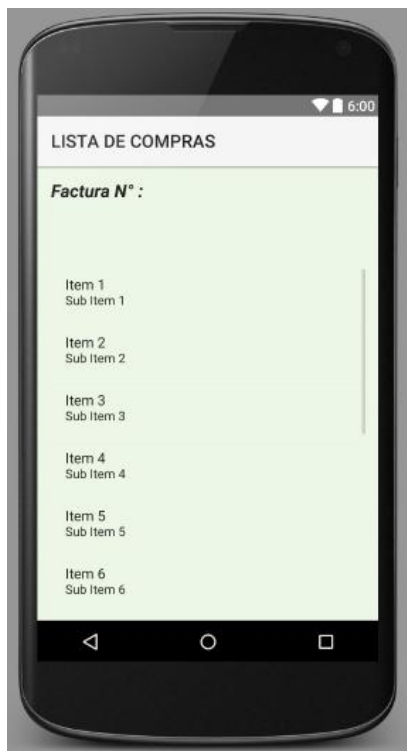 6:00
LISTA DE COMPRAS
Factura N° :
Item 1
Sub Item 1
Item 2
Sub Item 2
Item 3
Sub Item 3
Item 4
Sub Item 4
Item 5
Sub Item 5
Item 6
Sub Item 6